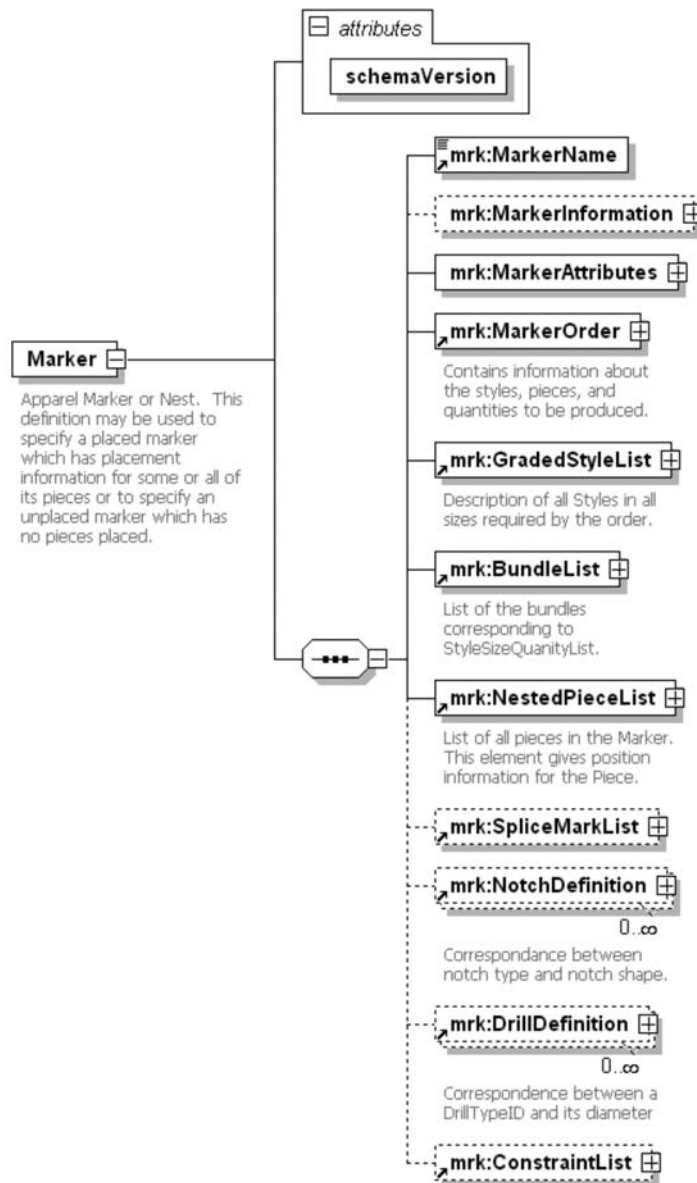 attributes
schemaVersion
mrk:MarkerName
mrk:MarkerInformation
mrk:MarkerAttributes
Marker
Apparel Marker or Nest.  This
definition may be used to
specify a placed marker
which has placement
information for some or all of
its pieces or to specify an
unplaced marker which has
no pieces placed.
mrk:MarkerOrder
Contains information about
the styles, pieces, and
quantities to be produced.
mrk:GradedStyleList
Description of all Styles in all
sizes required by the order.
mrk:BundleList
List of the bundles
corresponding to
StyleSizeQuanityList.
mrk:NestedPieceList
List of all pieces in the Marker.
This element gives position
information for the Piece.
mrk:SpliceMarkList
mrk:NotchDefinition
0..∞
Correspondance between
notch type and notch shape.
mrk:DrillDefinition
0..∞
Correspondence between a
DrillTypeID and its diameter
mrk:ConstraintList